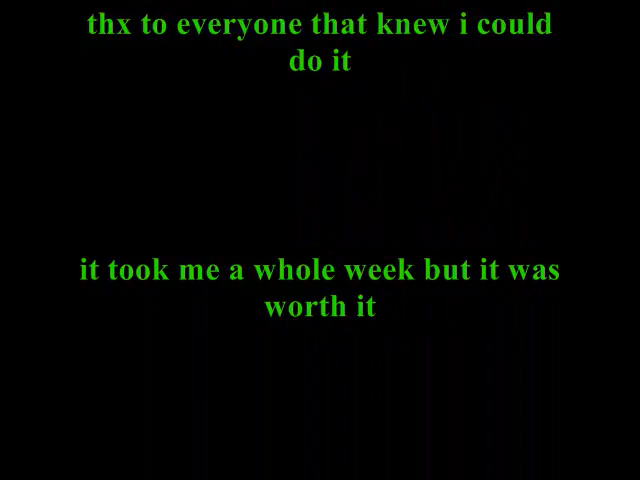 thx to everyone that knew i could
do it
it took me a whole week but it was
worth it